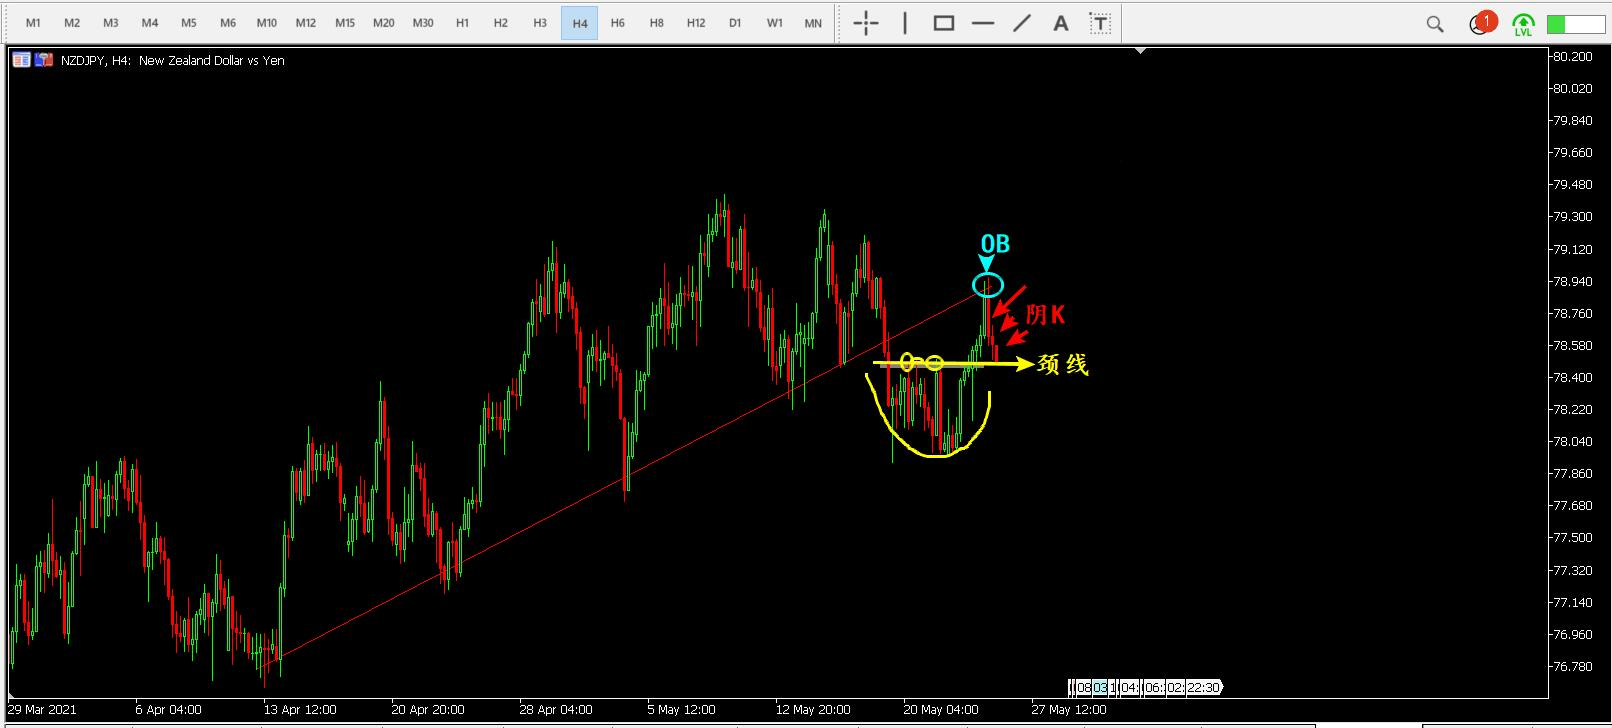 M1 M2 M3 M4 M5 M6 M10 M12 M15 M20 M30 H1 H2 H3 H4 H6 H8 H12 D1 W1 MN A T 1 LVL
NZDJPY, H4: New Zealand Dollar vs Yen
80.200
80.020
79.840
79.660
79.480
79.300
79.120
78.940
78.760
78.580
78.400
78.220
78.040
77.860
77.680
77.500
77.320
77.140
76.960
76.780
OB
阴K
颈线
08 03 1 04: 06: 02: 22:30
29 Mar 2021 6 Apr 04:00 13 Apr 12:00 20 Apr 20:00 28 Apr 04:00 5 May 12:00 12 May 20:00 20 May 04:00 27 May 12:00